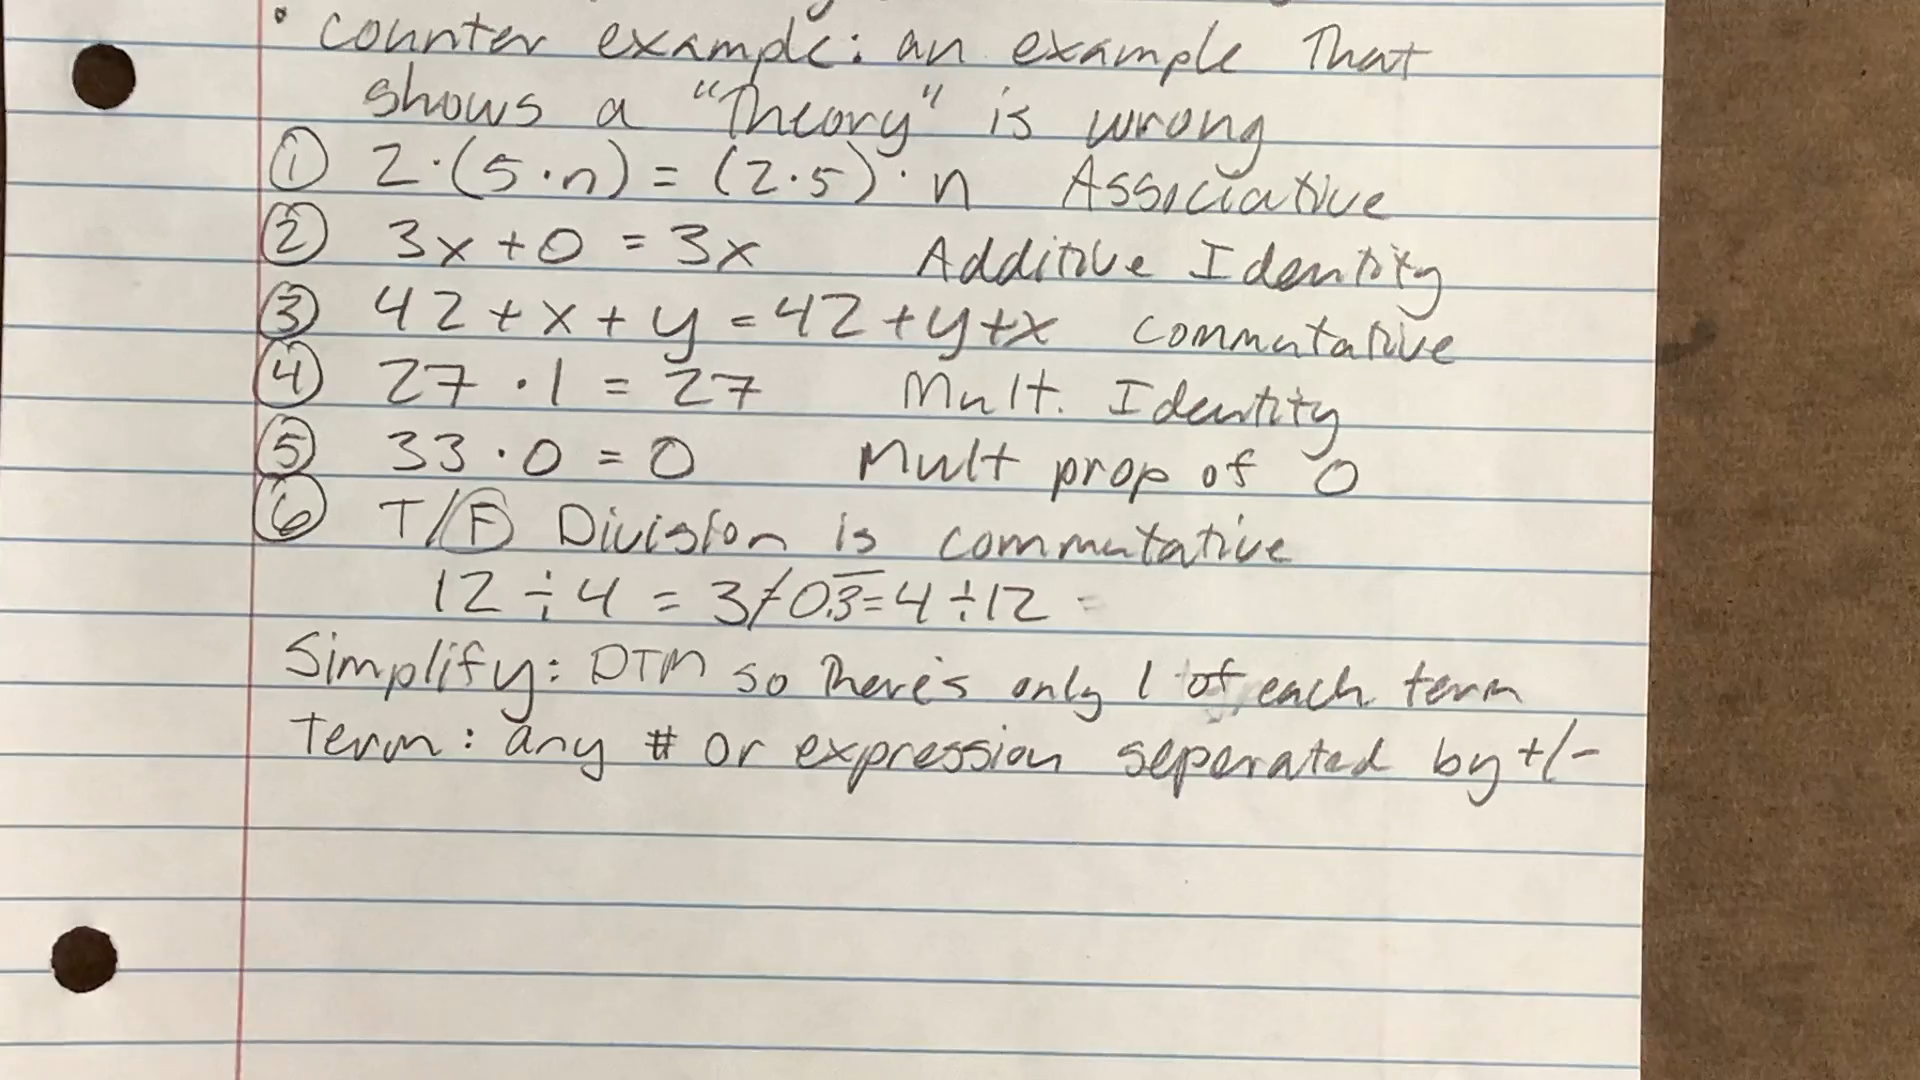 • counter example: an example That
shows a "Theory" is wrong
① 2·(5·n) = (2·5)·n Associative
② 3x + 0 = 3x Additive Identity
③ 42 + x + y = 42 + y + x commutative
④ 27 · 1 = 27 Mult. Identity
⑤ 33 · 0 = 0 Mult prop of 0
⑥ T/Ⓕ Division is commutative
12 ÷ 4 = 3 ≠ 0.3̅ = 4 ÷ 12 =
Simplify: DTM so There's only 1 of each term
Term: any # or expression seperated by +/-